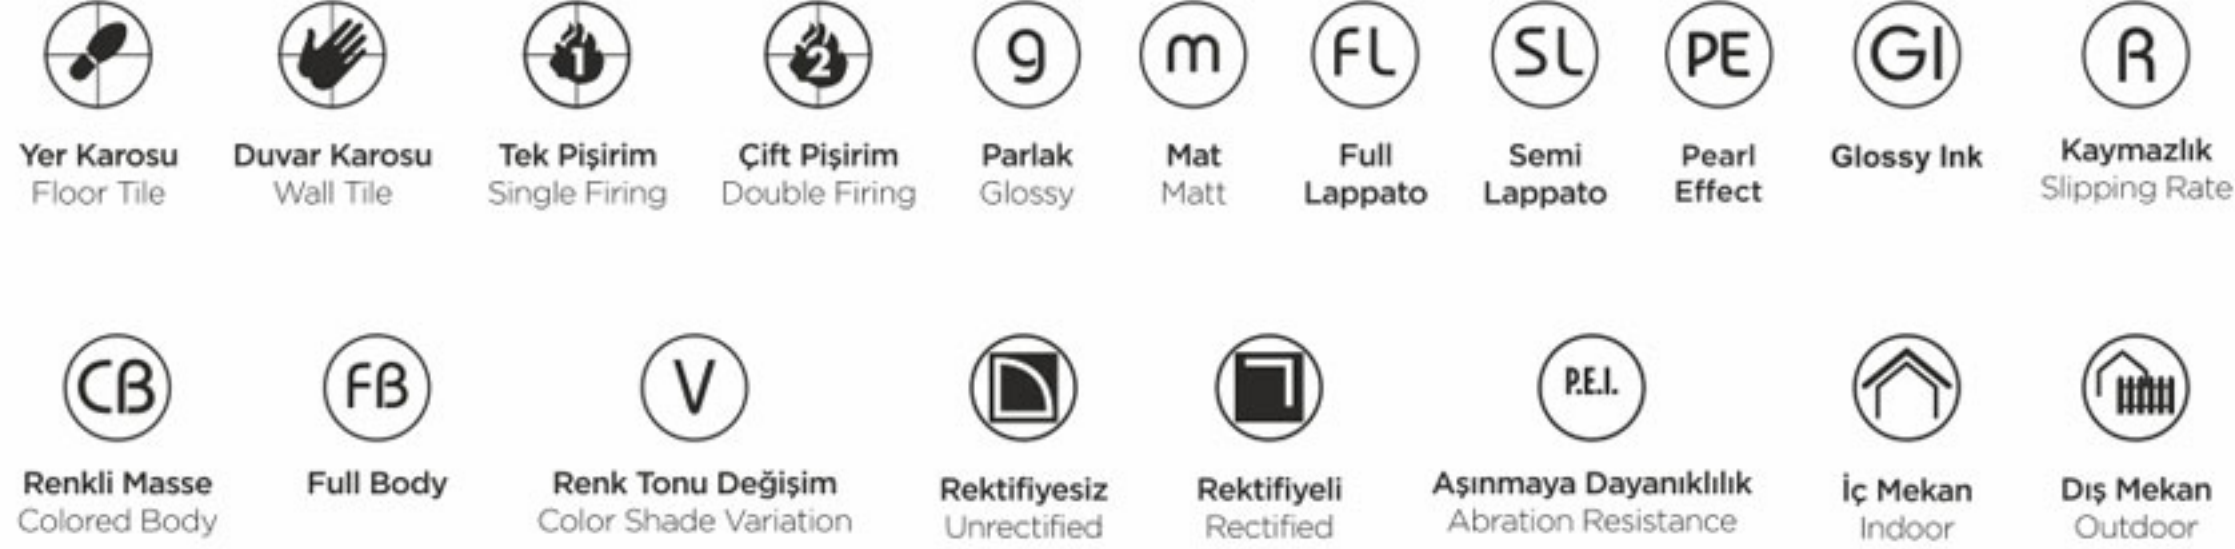 1
2
g
m
FL
SL
PE
GI
R
Yer Karosu
Floor Tile
Duvar Karosu
Wall Tile
Tek Pişirim
Single Firing
Çift Pişirim
Double Firing
Parlak
Glossy
Mat
Matt
Full
Lappato
Semi
Lappato
Pearl
Effect
Glossy Ink
Kaymazlık
Slipping Rate
CB
FB
V
P.E.I.
Renkli Masse
Colored Body
Full Body
Renk Tonu Değişim
Color Shade Variation
Rektifiyesiz
Unrectified
Rektifiyeli
Rectified
Aşınmaya Dayanıklılık
Abration Resistance
İç Mekan
Indoor
Dış Mekan
Outdoor